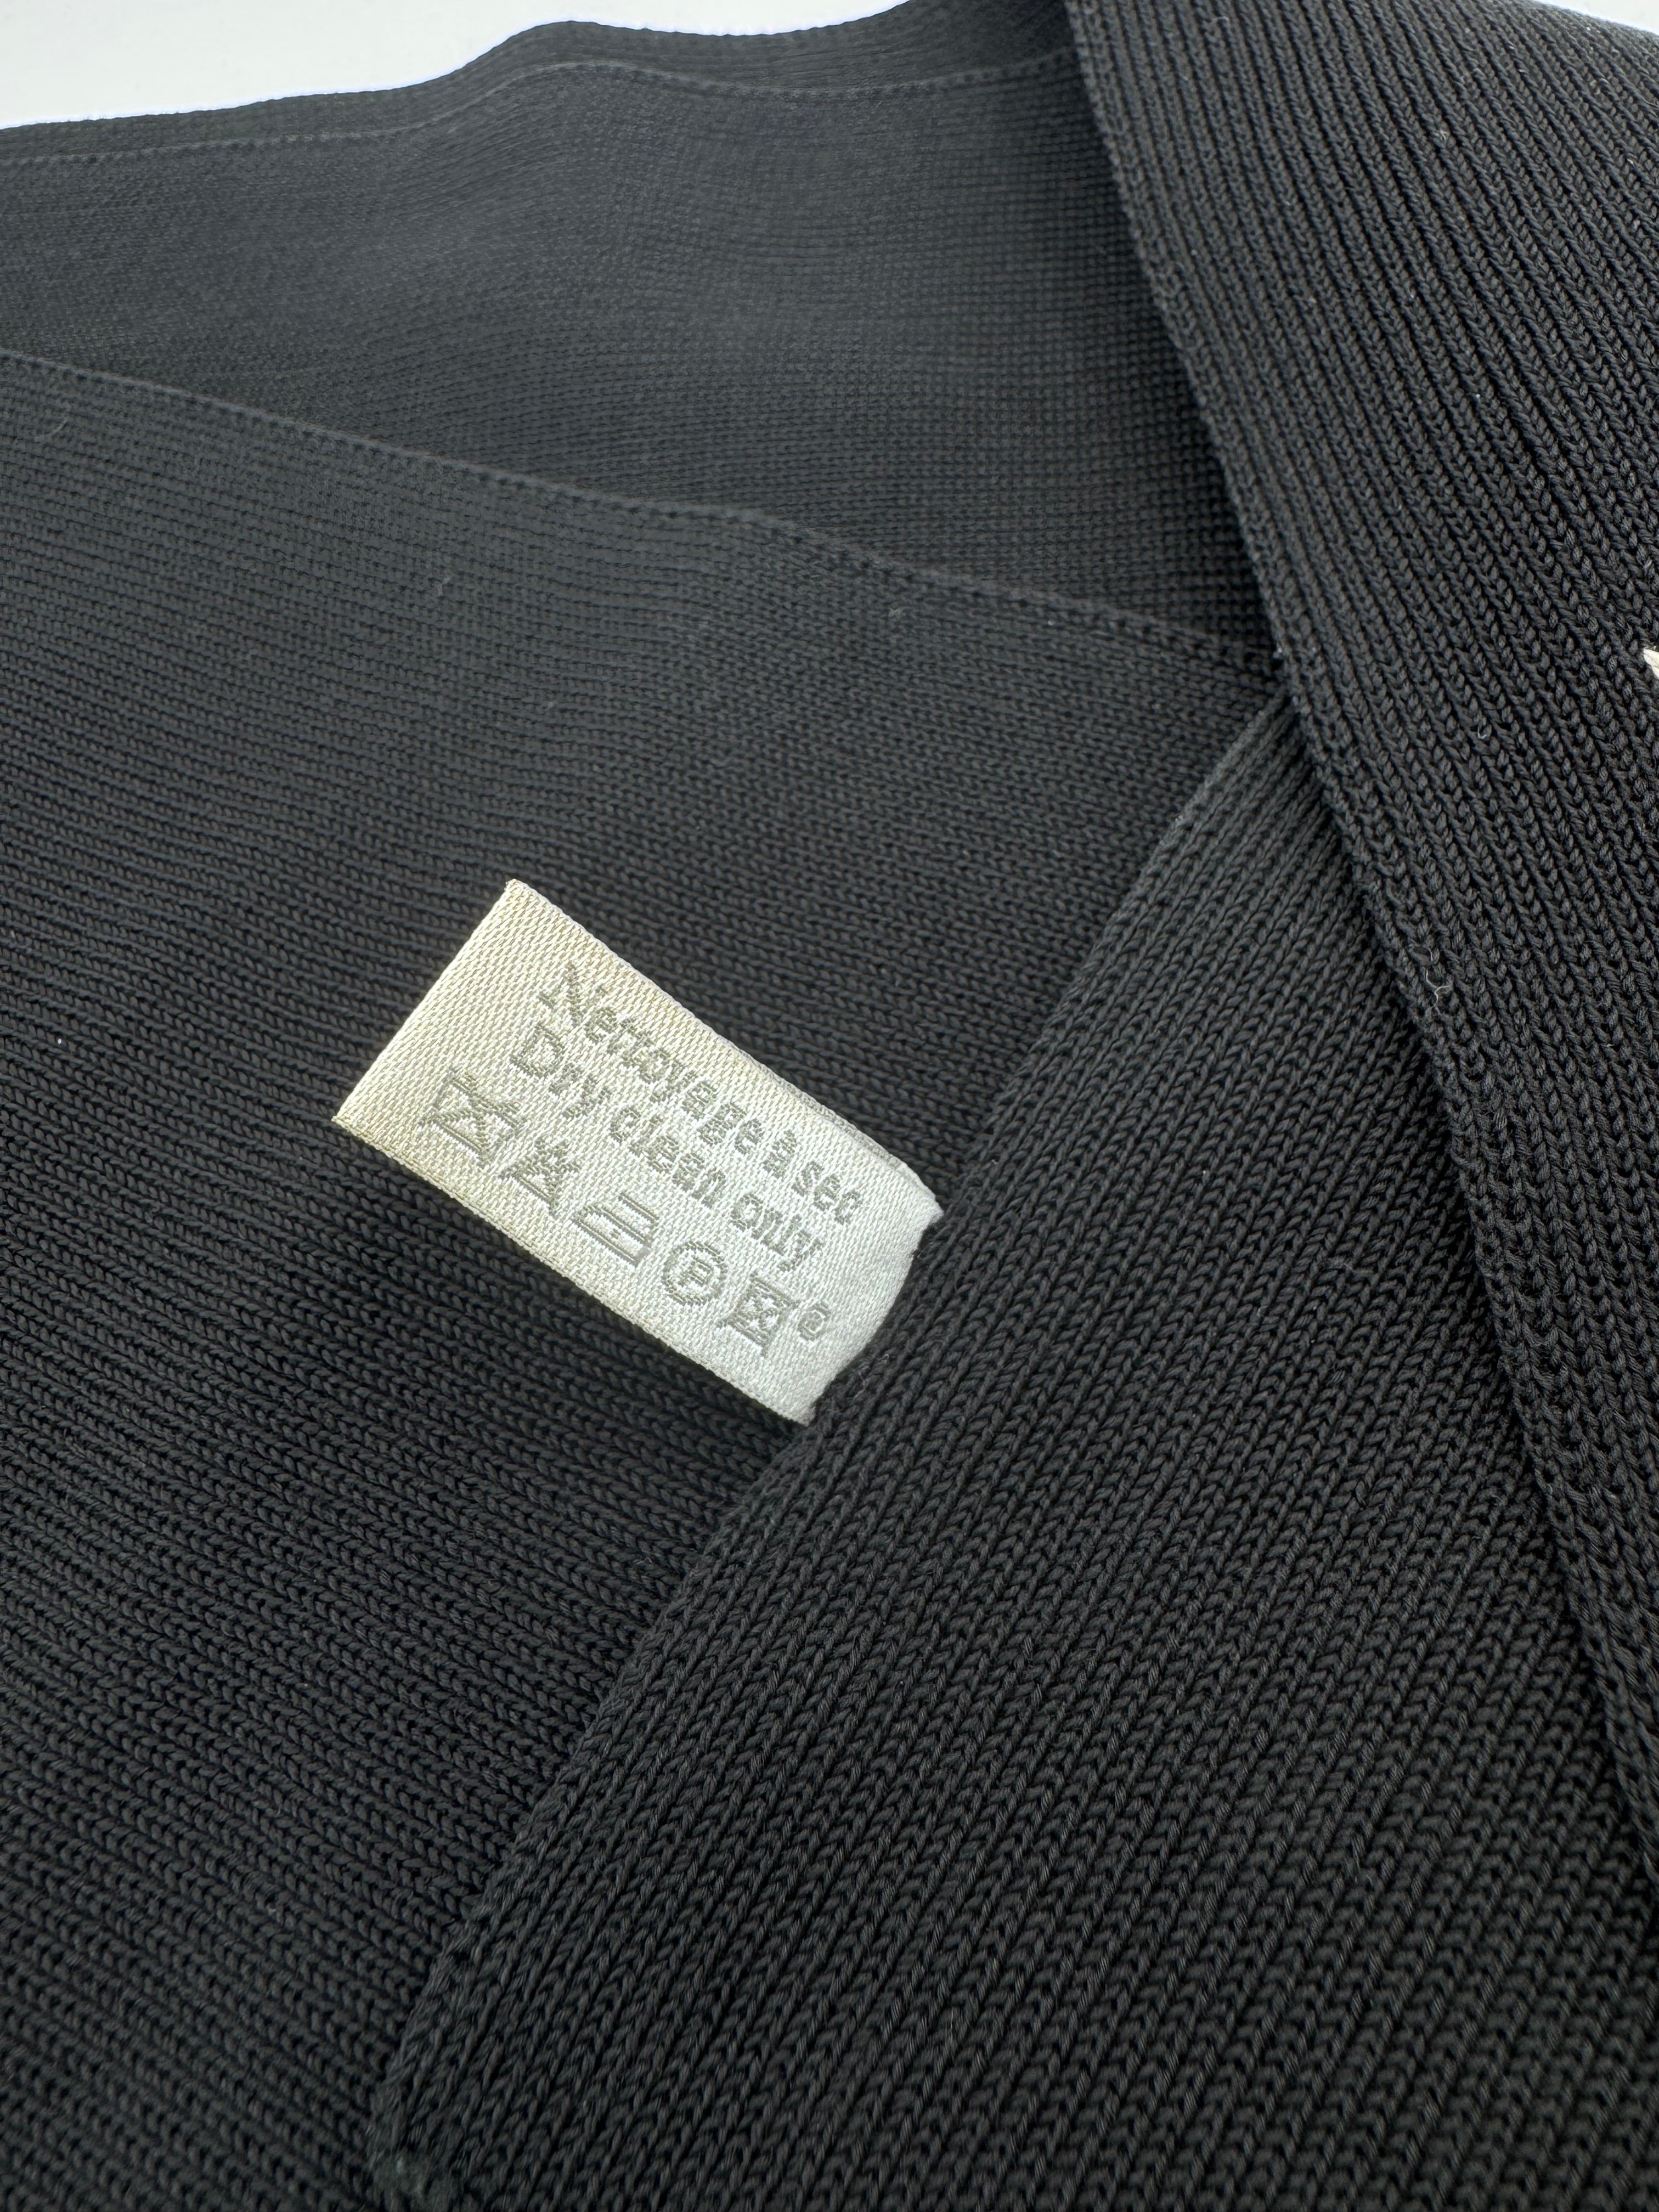 Nettoyage à sec
Dry clean only
P ®